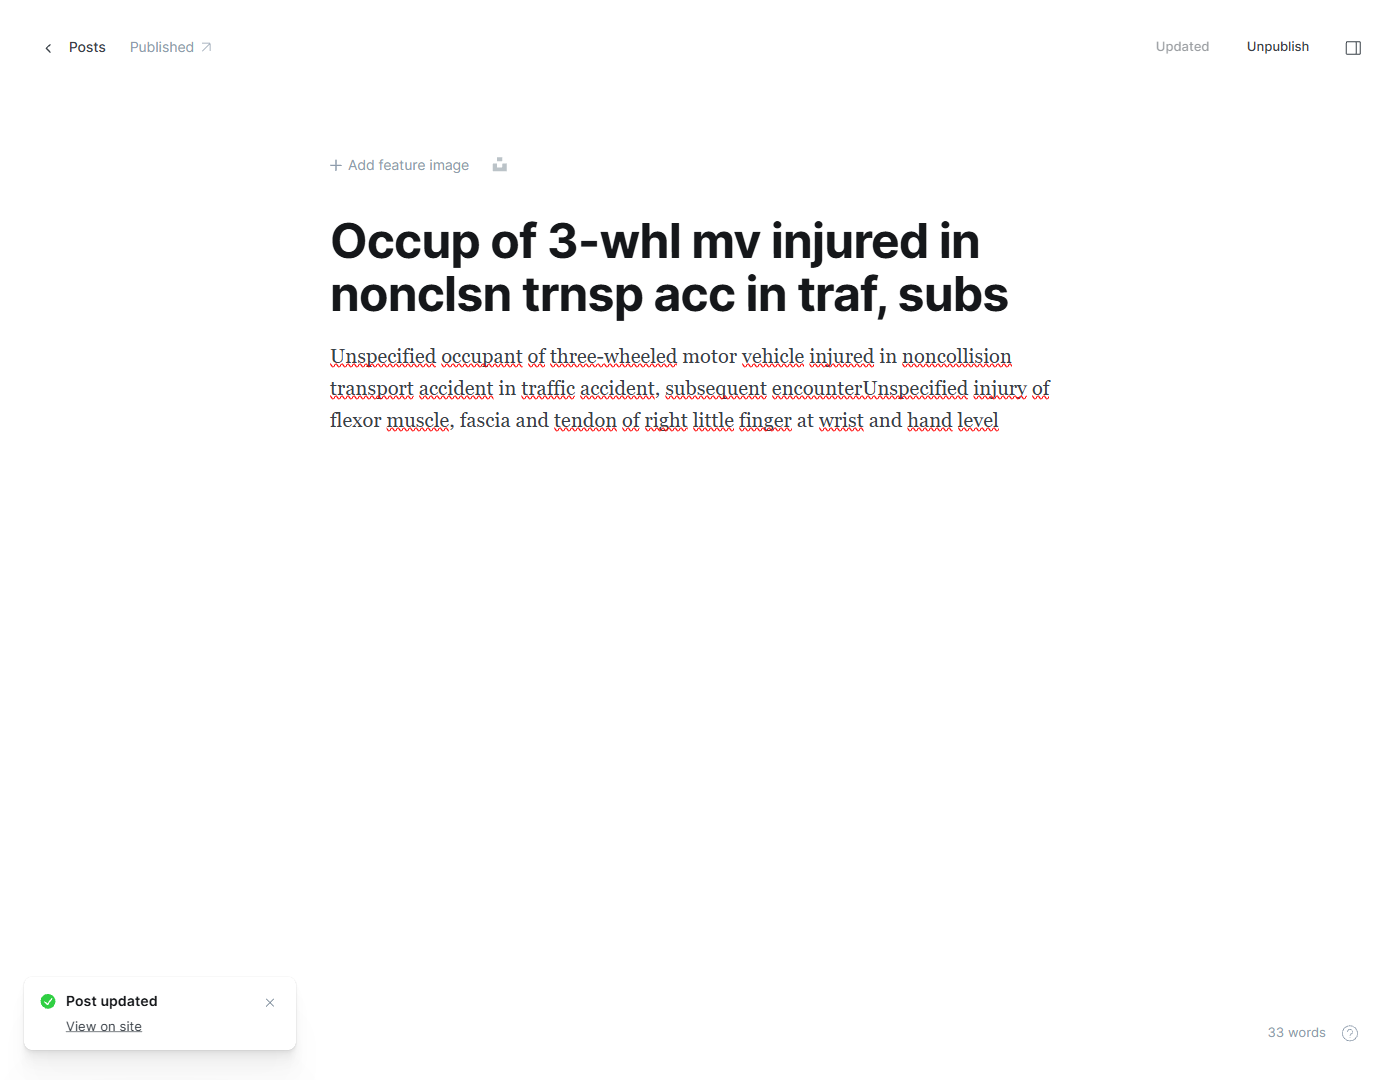 Posts Published
Updated Unpublish
Add feature image
Occup of 3-whl mv injured in
nonclsn trnsp acc in traf, subs
Unspecified occupant of three-wheeled motor vehicle injured in noncollision
transport accident in traffic accident, subsequent encounterUnspecified injury of
flexor muscle, fascia and tendon of right little finger at wrist and hand level
Post updated
View on site
33 words